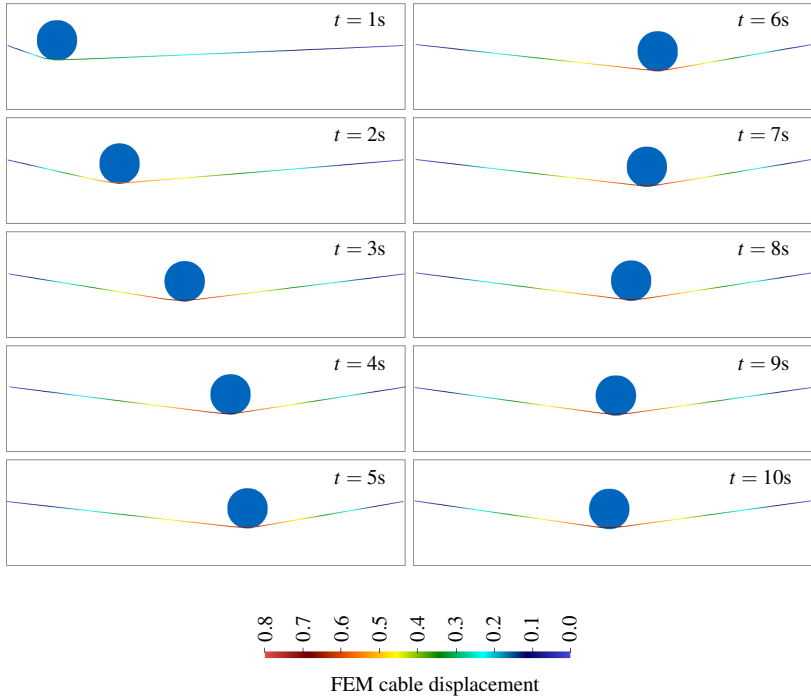 t = 1s
t = 2s
t = 3s
t = 4s
t = 5s
t = 6s
t = 7s
t = 8s
t = 9s
t = 10s
0.8 0.7 0.6 0.5 0.4 0.3 0.2 0.1 0.0
FEM cable displacement